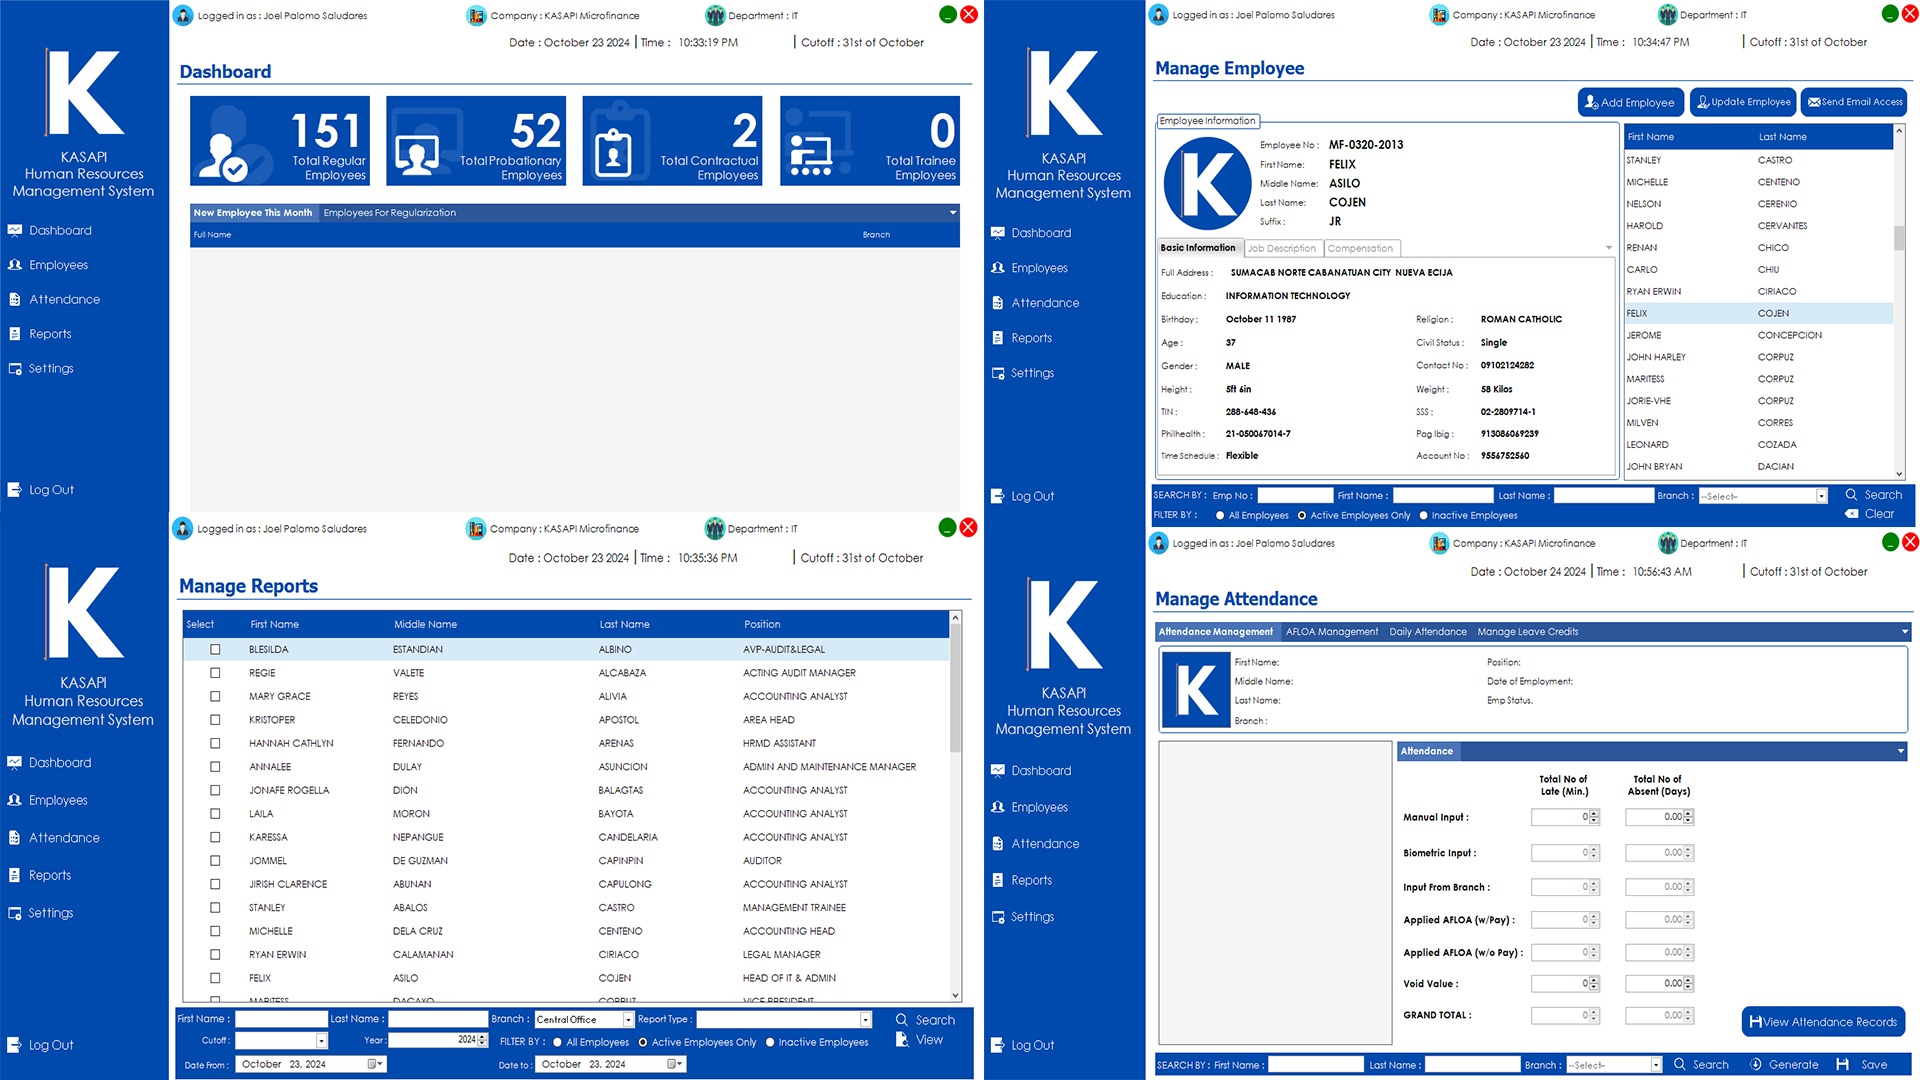 Logged in as : Joel Palomo Saludares
Company : KASAPI Microfinance
Department : IT
Date : October 23 2024 | Time : 10:33:19 PM | Cutoff : 31st of October
K
KASAPI
Human Resources
Management System
Dashboard
Employees
Attendance
Reports
Settings
Log Out
Dashboard
151
Total Regular
Employees
52
Total Probationary
Employees
2
Total Contractual
Employees
0
Total Trainee
Employees
New Employee This Month Employees For Regularization
Full Name Branch
Logged in as : Joel Palomo Saludares
Company : KASAPI Microfinance
Department : IT
Date : October 23 2024 | Time : 10:34:47 PM | Cutoff : 31st of October
K
KASAPI
Human Resources
Management System
Dashboard
Employees
Attendance
Reports
Settings
Log Out
Manage Employee
Add Employee Update Employee Send Email Access
Employee Information
K
Employee No : MF-0320-2013
First Name: FELIX
Middle Name: ASILO
Last Name: COJEN
Suffix : JR
Basic Information Job Description Compensation
Full Address : SUMACAB NORTE CABANATUAN CITY NUEVA ECIJA
Education : INFORMATION TECHNOLOGY
Birthday : October 11 1987 Religion : ROMAN CATHOLIC
Age : 37 Civil Status : Single
Gender : MALE Contact No : 09102124282
Height : 5ft 6in Weight : 58 Kilos
TIN : 288-648-436 SSS : 02-2809714-1
Philhealth : 21-050067014-7 Pag Ibig : 913086069239
Time Schedule : Flexible Account No : 9556752560
First Name Last Name
STANLEY CASTRO
MICHELLE CENTENO
NELSON CERENIO
HAROLD CERVANTES
RENAN CHICO
CARLO CHIU
RYAN ERWIN CIRIACO
FELIX COJEN
JEROME CONCEPCION
JOHN HARLEY CORPUZ
MARITESS CORPUZ
JORIE-VHE CORPUZ
MILVEN CORRES
LEONARD COZADA
JOHN BRYAN DACIAN
SEARCH BY : Emp No : First Name : Last Name : Branch : --Select-- Search
FILTER BY : All Employees Active Employees Only Inactive Employees Clear
Logged in as : Joel Palomo Saludares
Company : KASAPI Microfinance
Department : IT
Date : October 23 2024 | Time : 10:35:36 PM | Cutoff : 31st of October
K
KASAPI
Human Resources
Management System
Dashboard
Employees
Attendance
Reports
Settings
Log Out
Manage Reports
Select First Name Middle Name Last Name Position
BLESILDA ESTANDIAN ALBINO AVP-AUDIT&LEGAL
REGIE VALETE ALCABAZA ACTING AUDIT MANAGER
MARY GRACE REYES ALIVIA ACCOUNTING ANALYST
KRISTOPER CELEDONIO APOSTOL AREA HEAD
HANNAH CATHLYN FERNANDO ARENAS HRMD ASSISTANT
ANNALEE DULAY ASUNCION ADMIN AND MAINTENANCE MANAGER
JONAFE ROGELLA DION BALAGTAS ACCOUNTING ANALYST
LAILA MORON BAYOTA ACCOUNTING ANALYST
KARESSA NEPANGUE CANDELARIA ACCOUNTING ANALYST
JOMMEL DE GUZMAN CAPINPIN AUDITOR
JIRISH CLARENCE ABUNAN CAPULONG ACCOUNTING ANALYST
STANLEY ABALOS CASTRO MANAGEMENT TRAINEE
MICHELLE DELA CRUZ CENTENO ACCOUNTING HEAD
RYAN ERWIN CALAMANAN CIRIACO LEGAL MANAGER
FELIX ASILO COJEN HEAD OF IT & ADMIN
MARITESS DACAYO CORPUZ VICE PRESIDENT
First Name : Last Name : Branch : Central Office Report Type : Search
Cutoff : Year : 2024 FILTER BY : All Employees Active Employees Only Inactive Employees View
Date From : October 23, 2024 Date to : October 23, 2024
Logged in as : Joel Palomo Saludares
Company : KASAPI Microfinance
Department : IT
Date : October 24 2024 | Time : 10:56:43 AM | Cutoff : 31st of October
K
KASAPI
Human Resources
Management System
Dashboard
Employees
Attendance
Reports
Settings
Log Out
Manage Attendance
Attendance Management AFLOA Management Daily Attendance Manage Leave Credits
K
First Name: Position:
Middle Name: Date of Employment:
Last Name: Emp Status.
Branch :
Attendance
Total No of Total No of
Late (Min.) Absent (Days)
Manual Input : 0 0.00
Biometric Input : 0 0.00
Input From Branch : 0 0.00
Applied AFLOA (w/Pay) : 0 0.00
Applied AFLOA (w/o Pay) : 0 0.00
Void Value : 0 0.00
GRAND TOTAL : 0 0.00
View Attendance Records
SEARCH BY : First Name : Last Name : Branch : --Select-- Search Generate Save